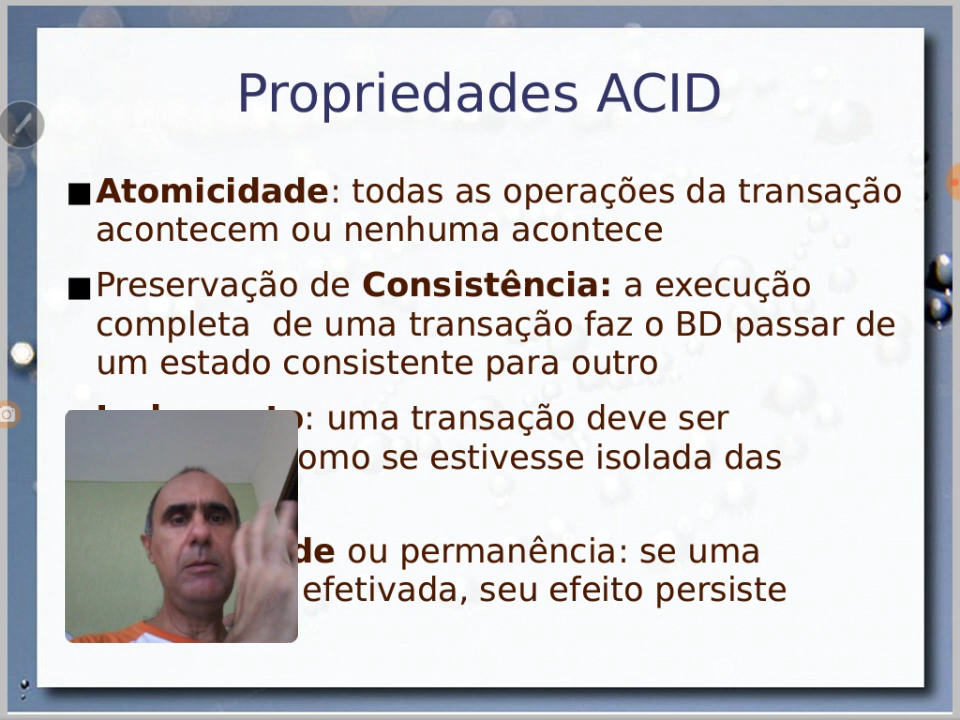 Propriedades ACID
Atomicidade: todas as operações da transação
acontecem ou nenhuma acontece
Preservação de Consistência: a execução
completa de uma transação faz o BD passar de
um estado consistente para outro
: uma transação deve ser
omo se estivesse isolada das
de ou permanência: se uma
efetivada, seu efeito persiste